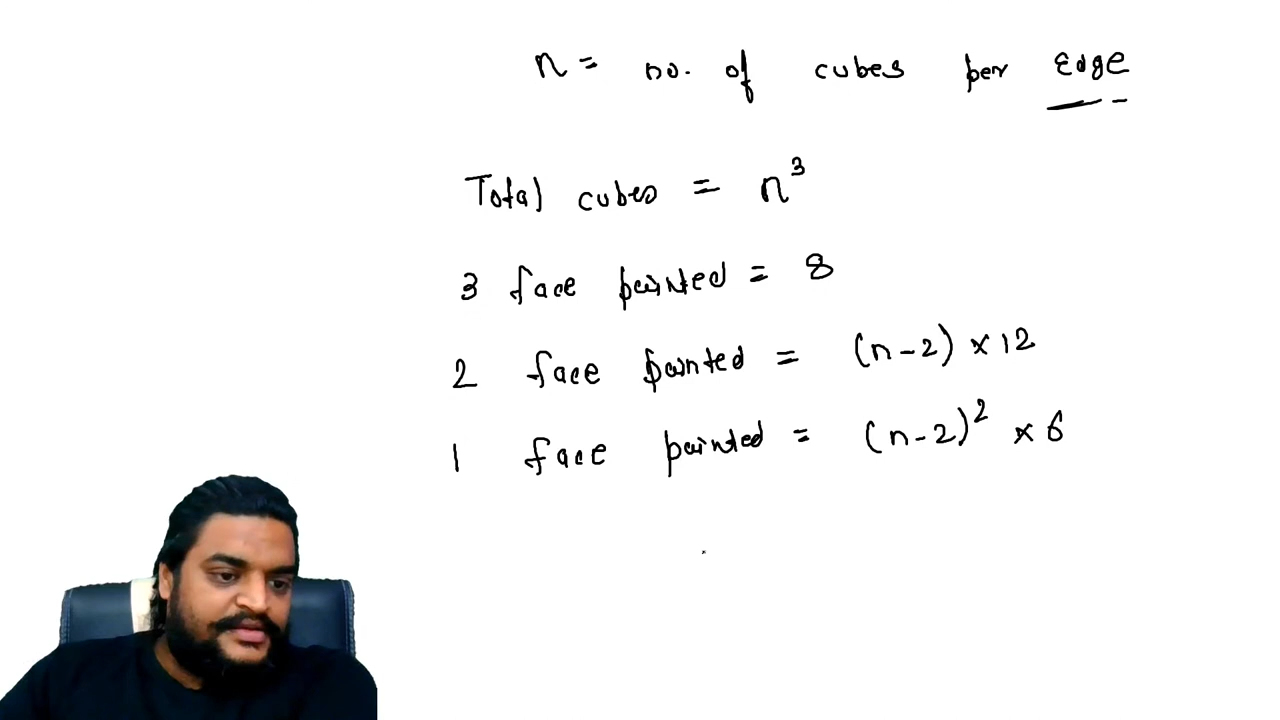 n = no. of cubes per Edge
Total cubes = n³
3 face painted = 8
2 face painted = (n-2) × 12
1 face painted = (n-2)² × 6